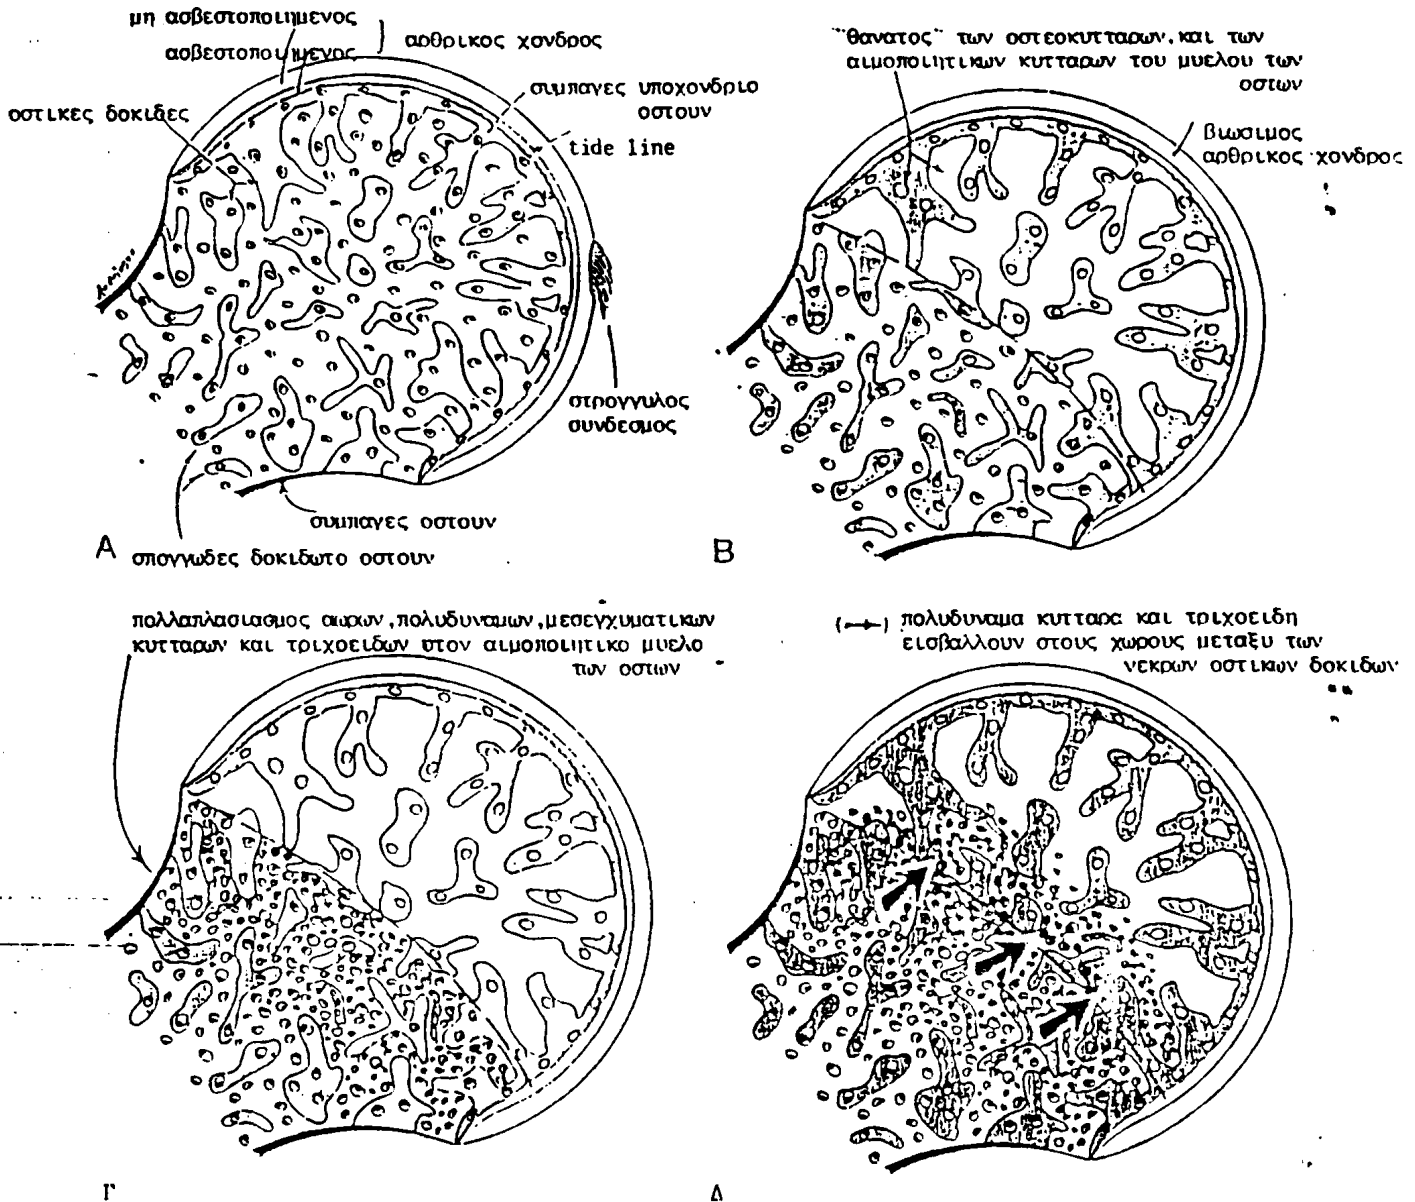 μη ασβεστοποιημενος
ασβεστοποιημενος
αρθρικος χονδρος
οστικες δοκιδες
συμπαγες υποχονδριο
οστουν
tide line
στρογγυλος
συνδεσμος
συμπαγες οστουν
Α σπογγωδες δοκιδωτο οστουν
"θανατος" των οστεοκυτταρων, και των
αιμοποιητικων κυτταρων του μυελου των
οστων
βιωσιμος
αρθρικος χονδρος
Β
πολλαπλασιασμος αωρων, πολυδυναμων, μεσεγχυματικων
κυτταρων και τριχοειδων στον αιμοποιητικο μυελο
των οστων
Γ
(→) πολυδυναμα κυτταρα και τριχοειδη
εισβαλλουν στους χωρους μεταξυ των
νεκρων οστικων δοκιδων
Δ